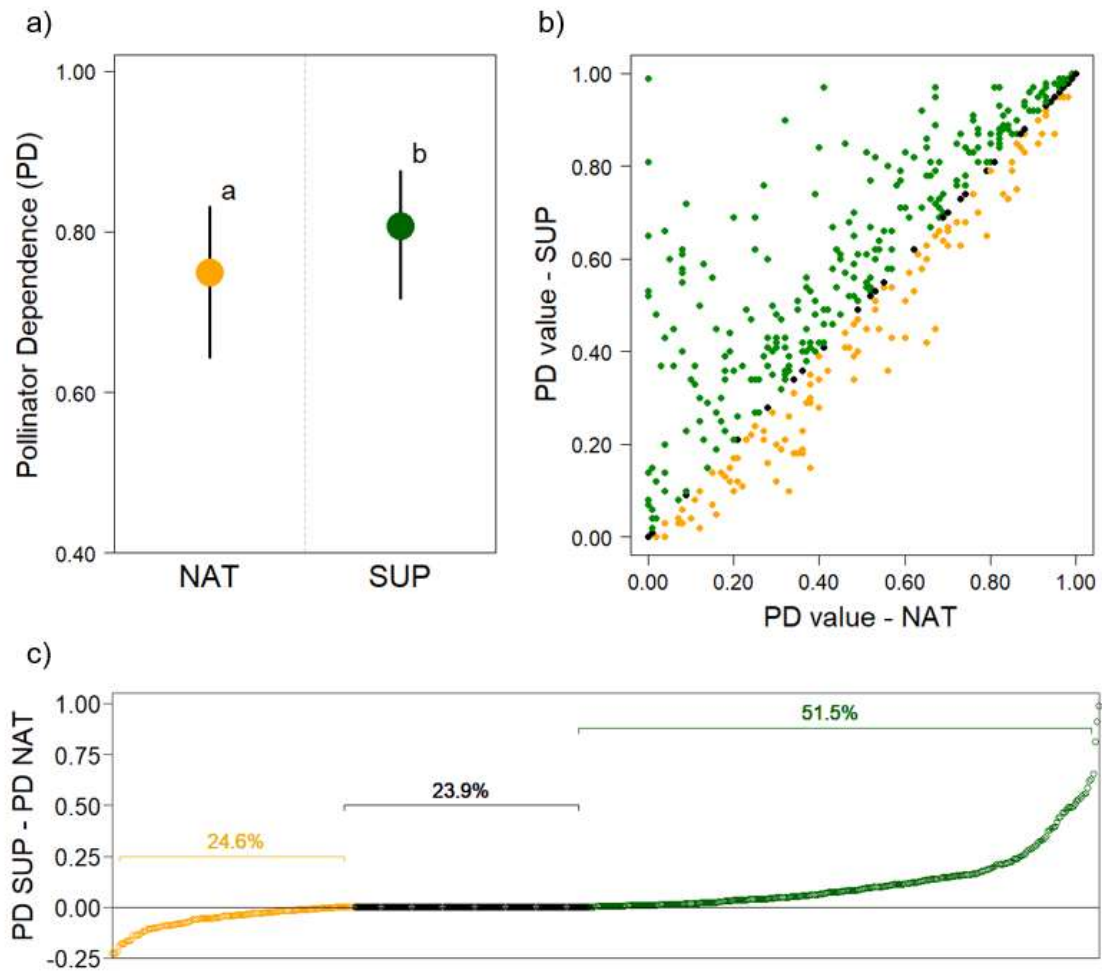 a)
Pollinator Dependence (PD)
1.00
0.80
0.60
0.40
a
b
NAT
SUP
b)
PD value - SUP
1.00
0.80
0.60
0.40
0.20
0.00
0.00 0.20 0.40 0.60 0.80 1.00
PD value - NAT
c)
PD SUP - PD NAT
1.00
0.75
0.50
0.25
0.00
-0.25
24.6%
23.9%
51.5%